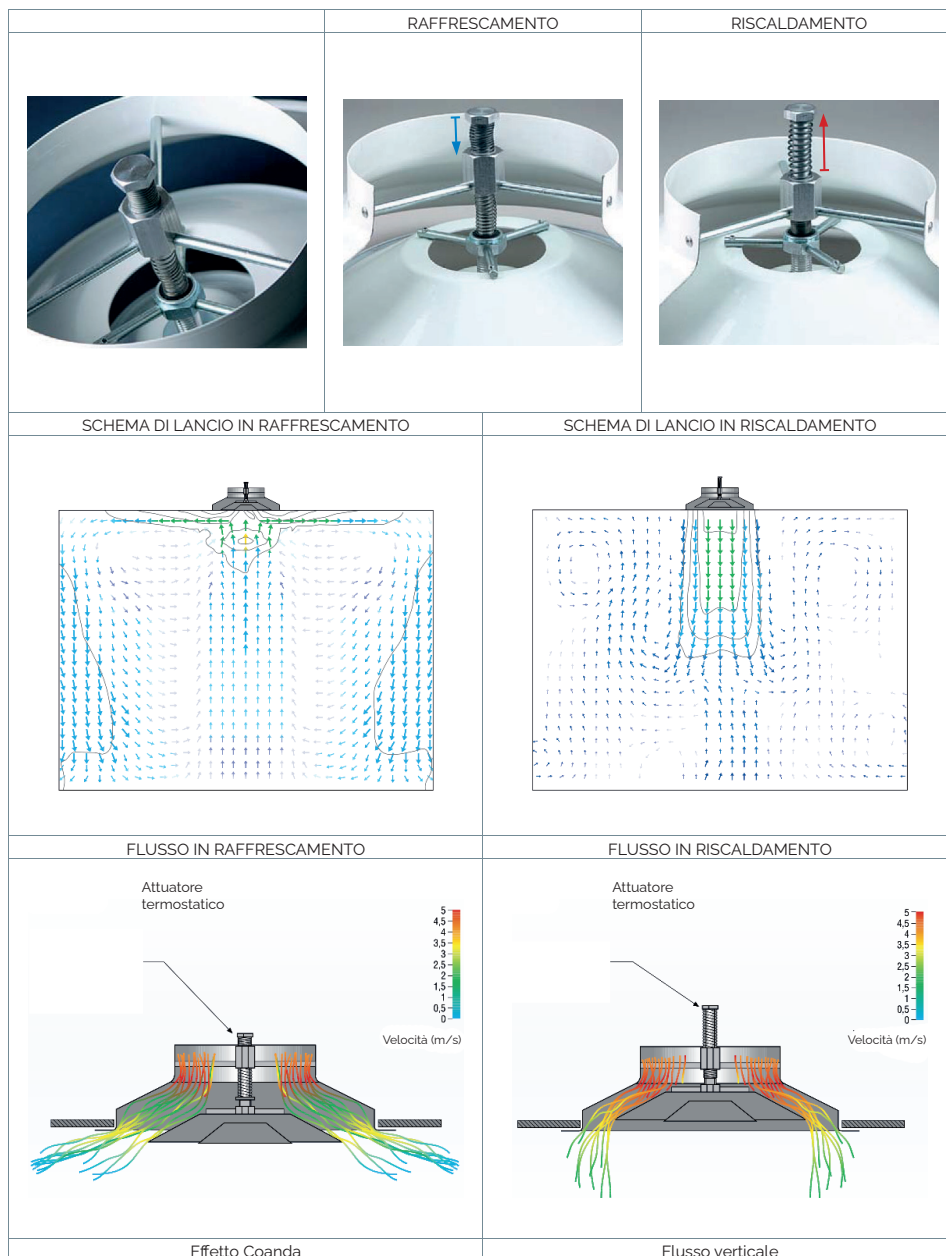 RAFFRESCAMENTO
RISCALDAMENTO
SCHEMA DI LANCIO IN RAFFRESCAMENTO
SCHEMA DI LANCIO IN RISCALDAMENTO
FLUSSO IN RAFFRESCAMENTO
FLUSSO IN RISCALDAMENTO
Attuatore
termostatico
5
4,5
4
3,5
3
2,5
2
1,5
1
0,5
0
Velocità (m/s)
Attuatore
termostatico
5
4,5
4
3,5
3
2,5
2
1,5
1
0,5
0
Velocità (m/s)
Effetto Coanda
Flusso verticale